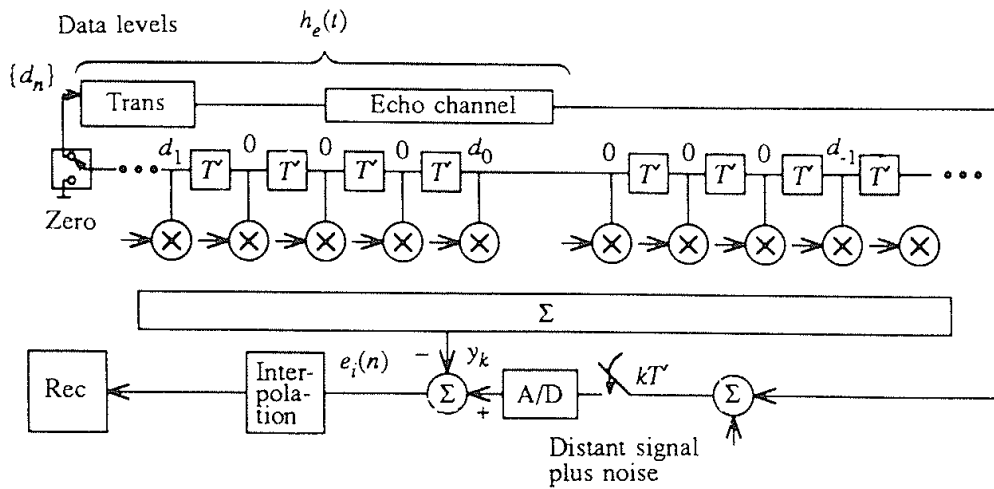 Data levels
h_e(t)
{d_n}
Trans
Echo channel
d_1 T' 0 T' 0 T' 0 T' d_0 0 T' 0 T' 0 T' d_-1 T'
Zero
Σ
− y_k
e_i(n)
Rec
Inter-
pola-
tion
Σ
+
A/D
kT'
Σ
Distant signal
plus noise